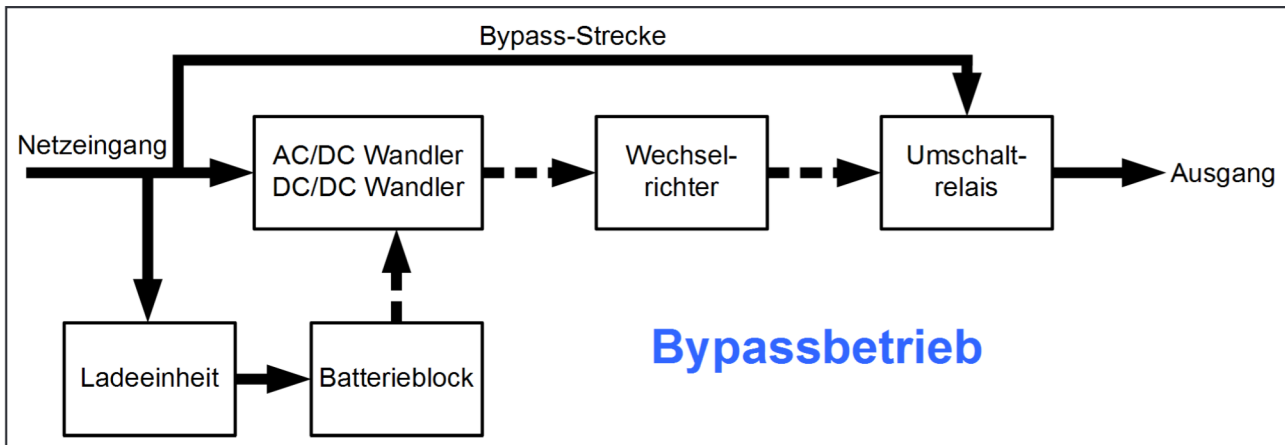 Bypass-Strecke
Netzeingang
AC/DC Wandler
DC/DC Wandler
Wechsel-
richter
Umschalt-
relais
Ausgang
Ladeeinheit
Batterieblock
Bypassbetrieb